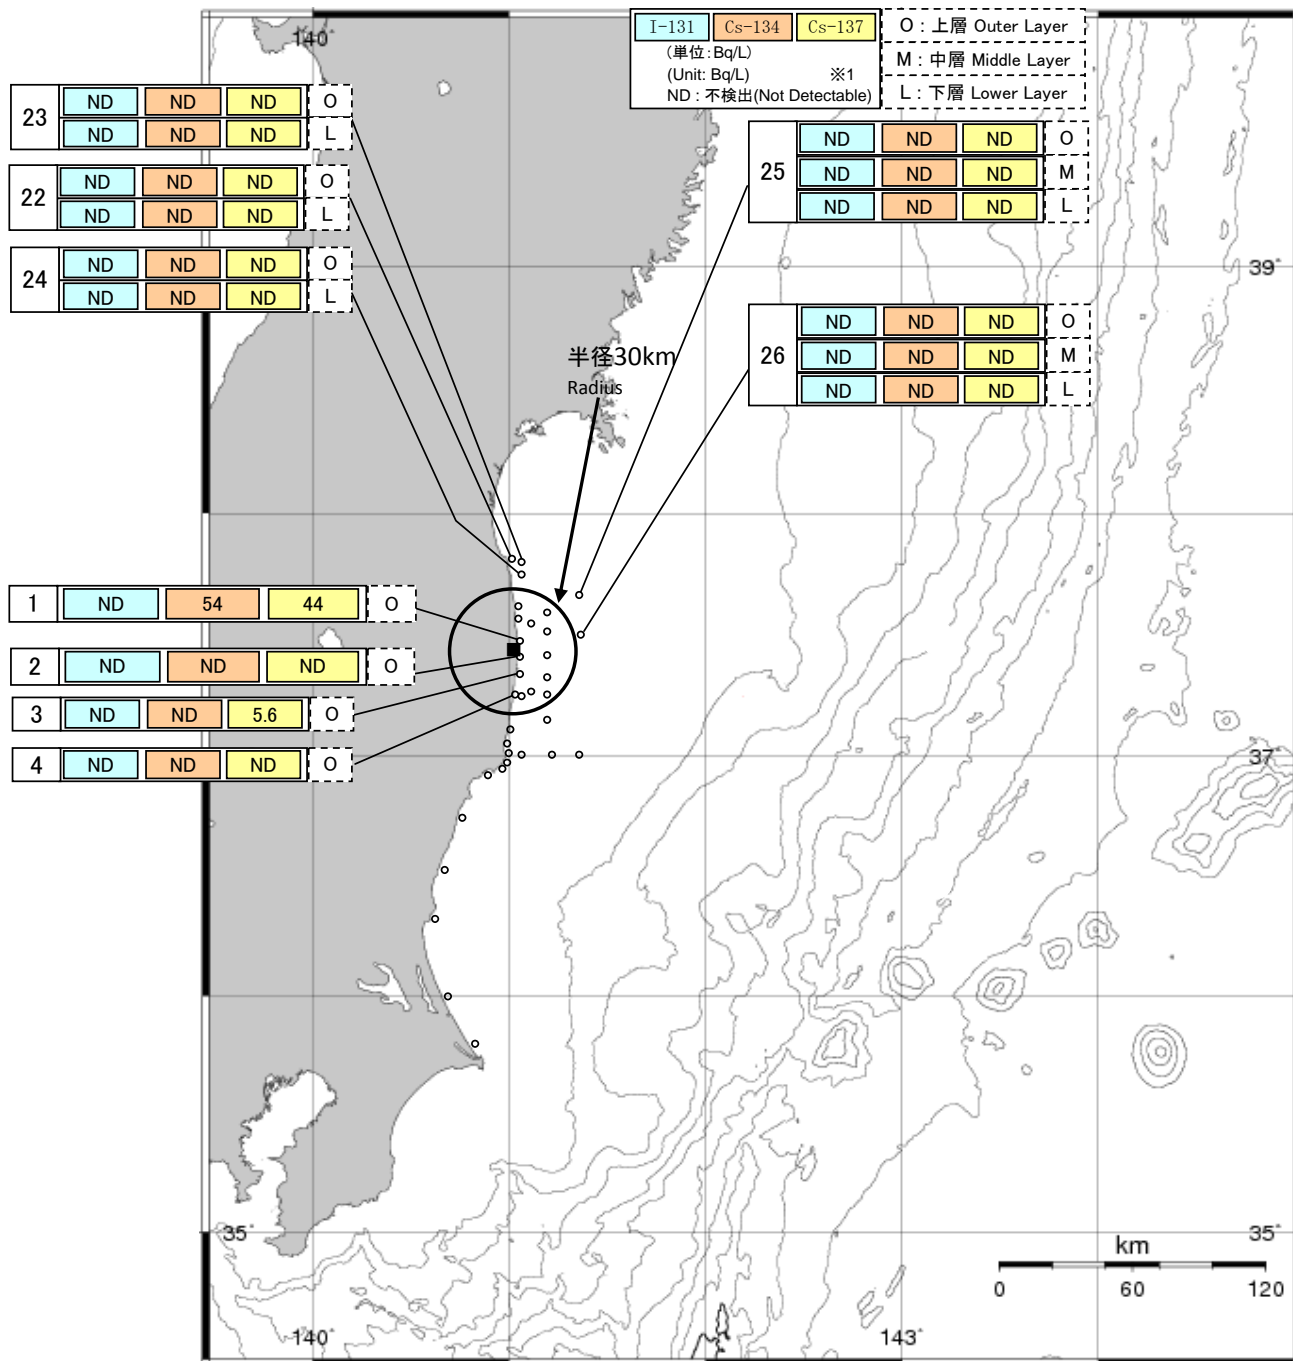 I-131 Cs-134 Cs-137
(単位:Bq/L)
(Unit: Bq/L) ※1
ND : 不検出(Not Detectable)
O : 上層 Outer Layer
M : 中層 Middle Layer
L : 下層 Lower Layer
140°
23
ND ND ND O
ND ND ND L
22
ND ND ND O
ND ND ND L
24
ND ND ND O
ND ND ND L
25
ND ND ND O
ND ND ND M
ND ND ND L
39°
26
ND ND ND O
ND ND ND M
ND ND ND L
半径30km
Radius
1 ND 54 44 O
2 ND ND ND O
3 ND ND 5.6 O
4 ND ND ND O
37°
35°
35°
km
0 60 120
140°
143°